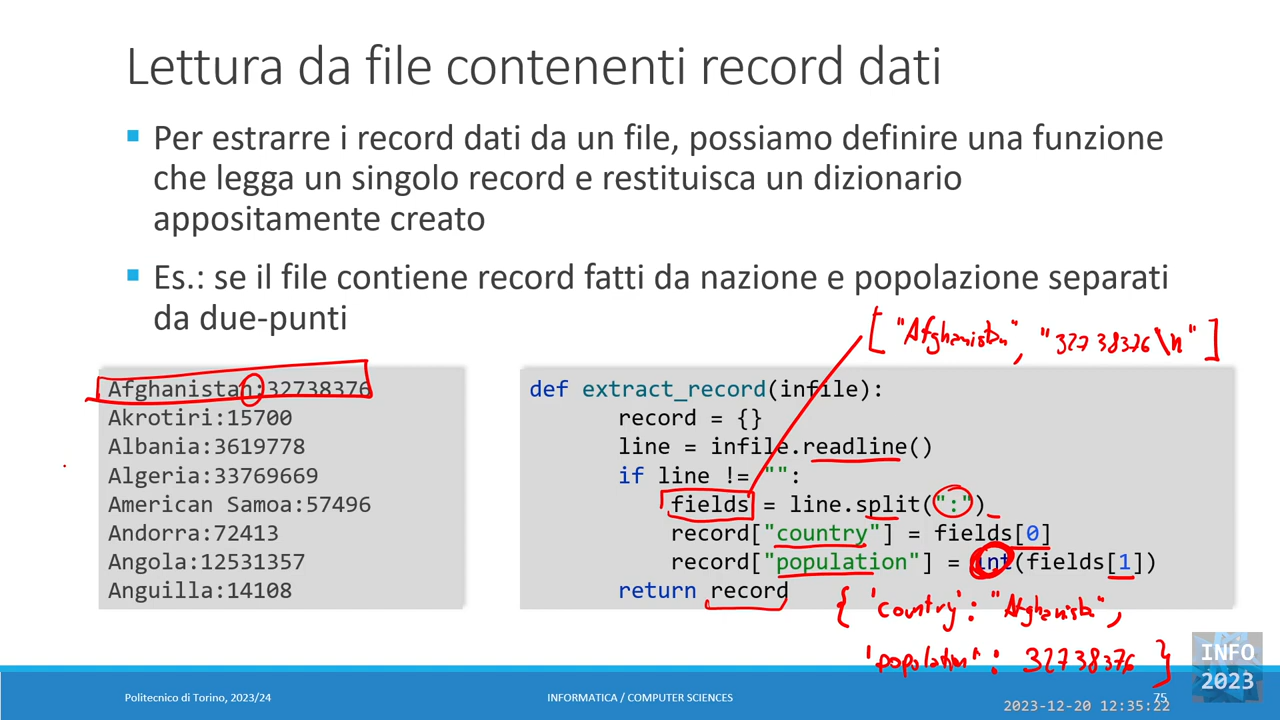 Lettura da file contenenti record dati
▪ Per estrarre i record dati da un file, possiamo definire una funzione
che legga un singolo record e restituisca un dizionario
appositamente creato
▪ Es.: se il file contiene record fatti da nazione e popolazione separati
da due-punti
["Afghanistan", "32738376\n"]
Afghanistan:32738376
Akrotiri:15700
Albania:3619778
Algeria:33769669
American Samoa:57496
Andorra:72413
Angola:12531357
Anguilla:14108
def extract_record(infile):
record = {}
line = infile.readline()
if line != "":
fields = line.split(":")
record["country"] = fields[0]
record["population"] = int(fields[1])
return record
{ 'country': "Afghanista",
'population": 32738376 }
INFO
2023
Politecnico di Torino, 2023/24
INFORMATICA / COMPUTER SCIENCES
75
2023-12-20 12:35:22